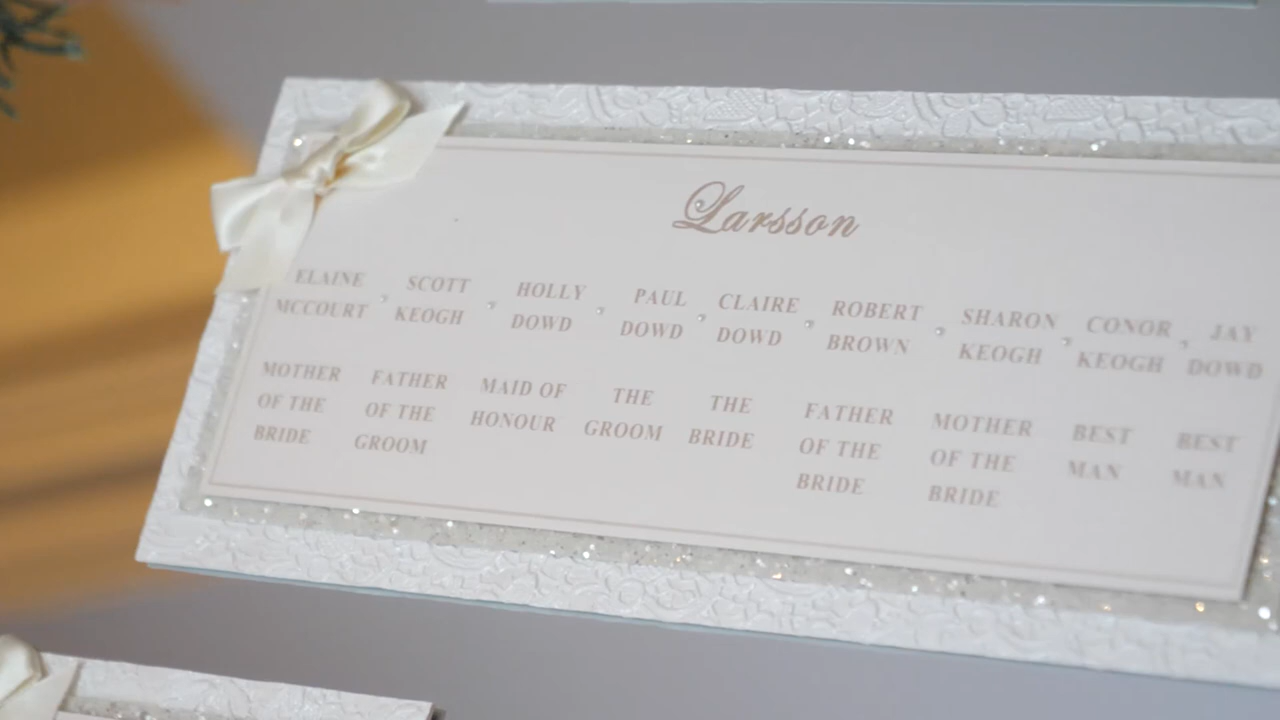 Larsson
ELAINE SCOTT HOLLY PAUL CLAIRE ROBERT SHARON CONOR JAY
MCCOURT KEOGH DOWD DOWD DOWD BROWN KEOGH KEOGH DOWD
MOTHER FATHER MAID OF THE THE FATHER MOTHER BEST BEST
OF THE OF THE HONOUR GROOM BRIDE OF THE OF THE MAN MAN
BRIDE GROOM BRIDE BRIDE